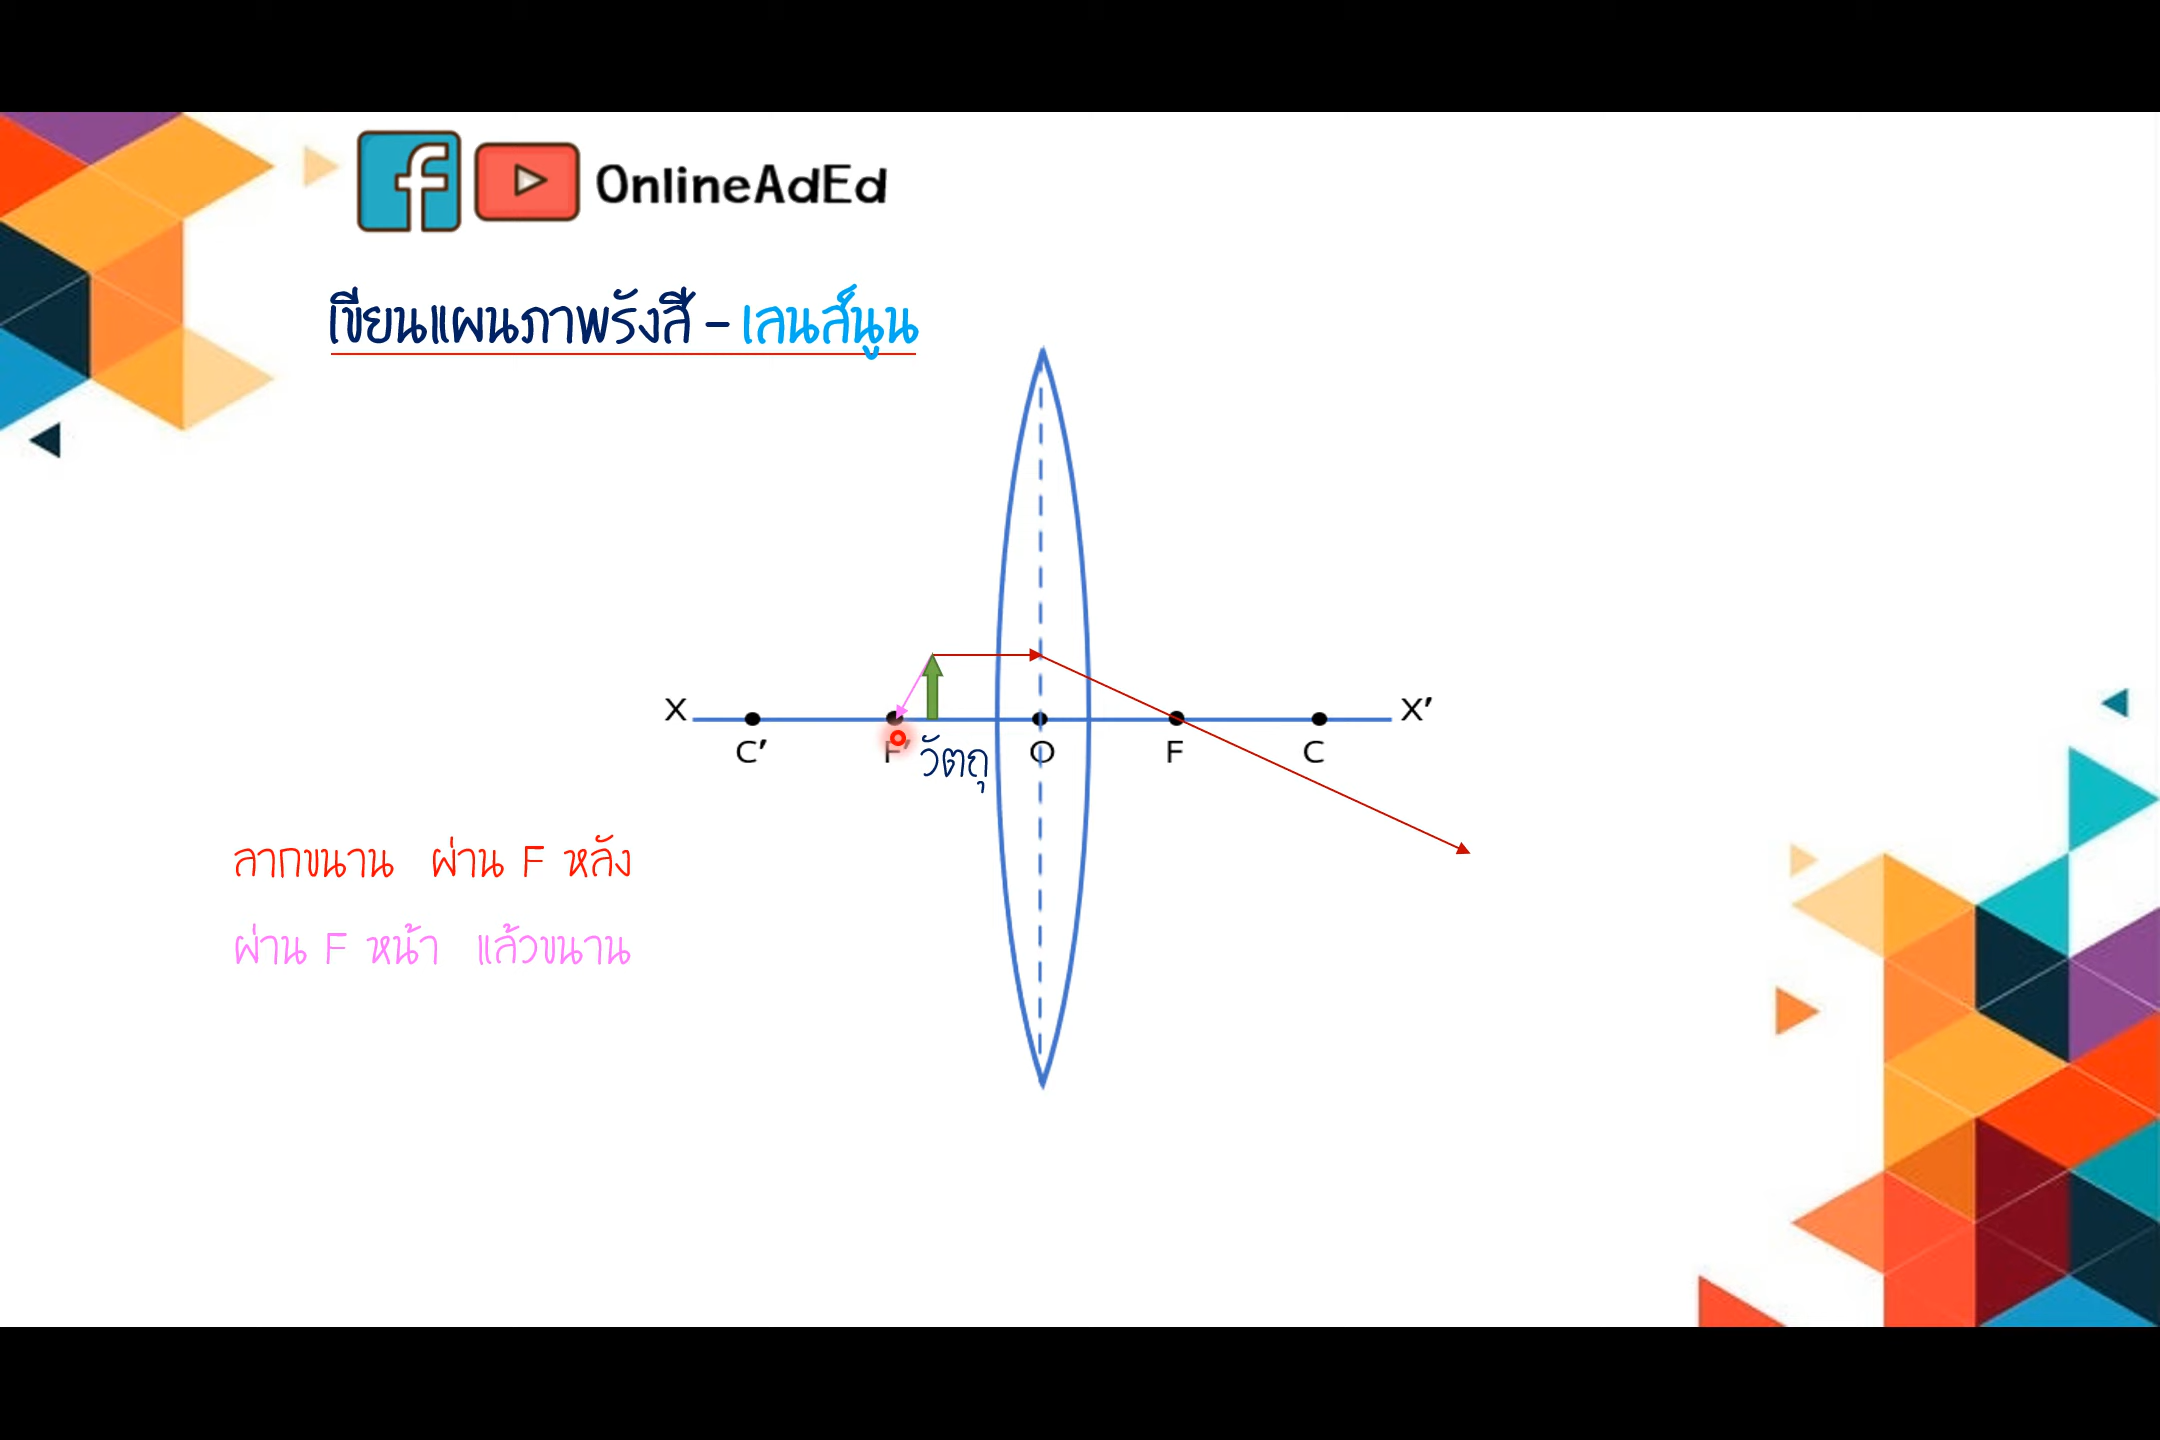 OnlineAdEd
เขียนแผนภาพรังสี - เลนส์นูน
X X'
C' F' วัตถุ O F C
ลากขนาน ผ่าน F หลัง
ผ่าน F หน้า แล้วขนาน